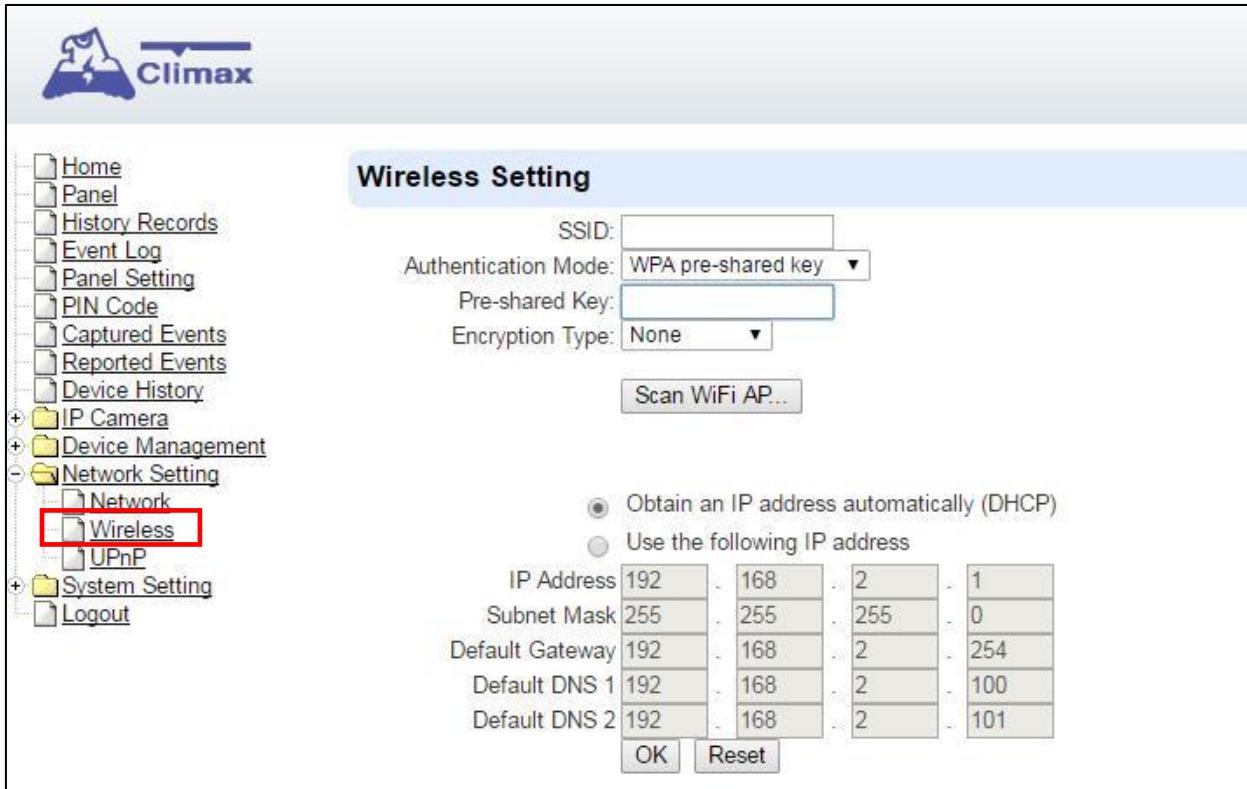 Climax
Home
Panel
History Records
Event Log
Panel Setting
PIN Code
Captured Events
Reported Events
Device History
IP Camera
Device Management
Network Setting
Network
Wireless
UPnP
System Setting
Logout
Wireless Setting
SSID:
Authentication Mode: WPA pre-shared key
Pre-shared Key:
Encryption Type: None
Scan WiFi AP...
Obtain an IP address automatically (DHCP)
Use the following IP address
IP Address 192 . 168 . 2 . 1
Subnet Mask 255 . 255 . 255 . 0
Default Gateway 192 . 168 . 2 . 254
Default DNS 1 192 . 168 . 2 . 100
Default DNS 2 192 . 168 . 2 . 101
OK Reset